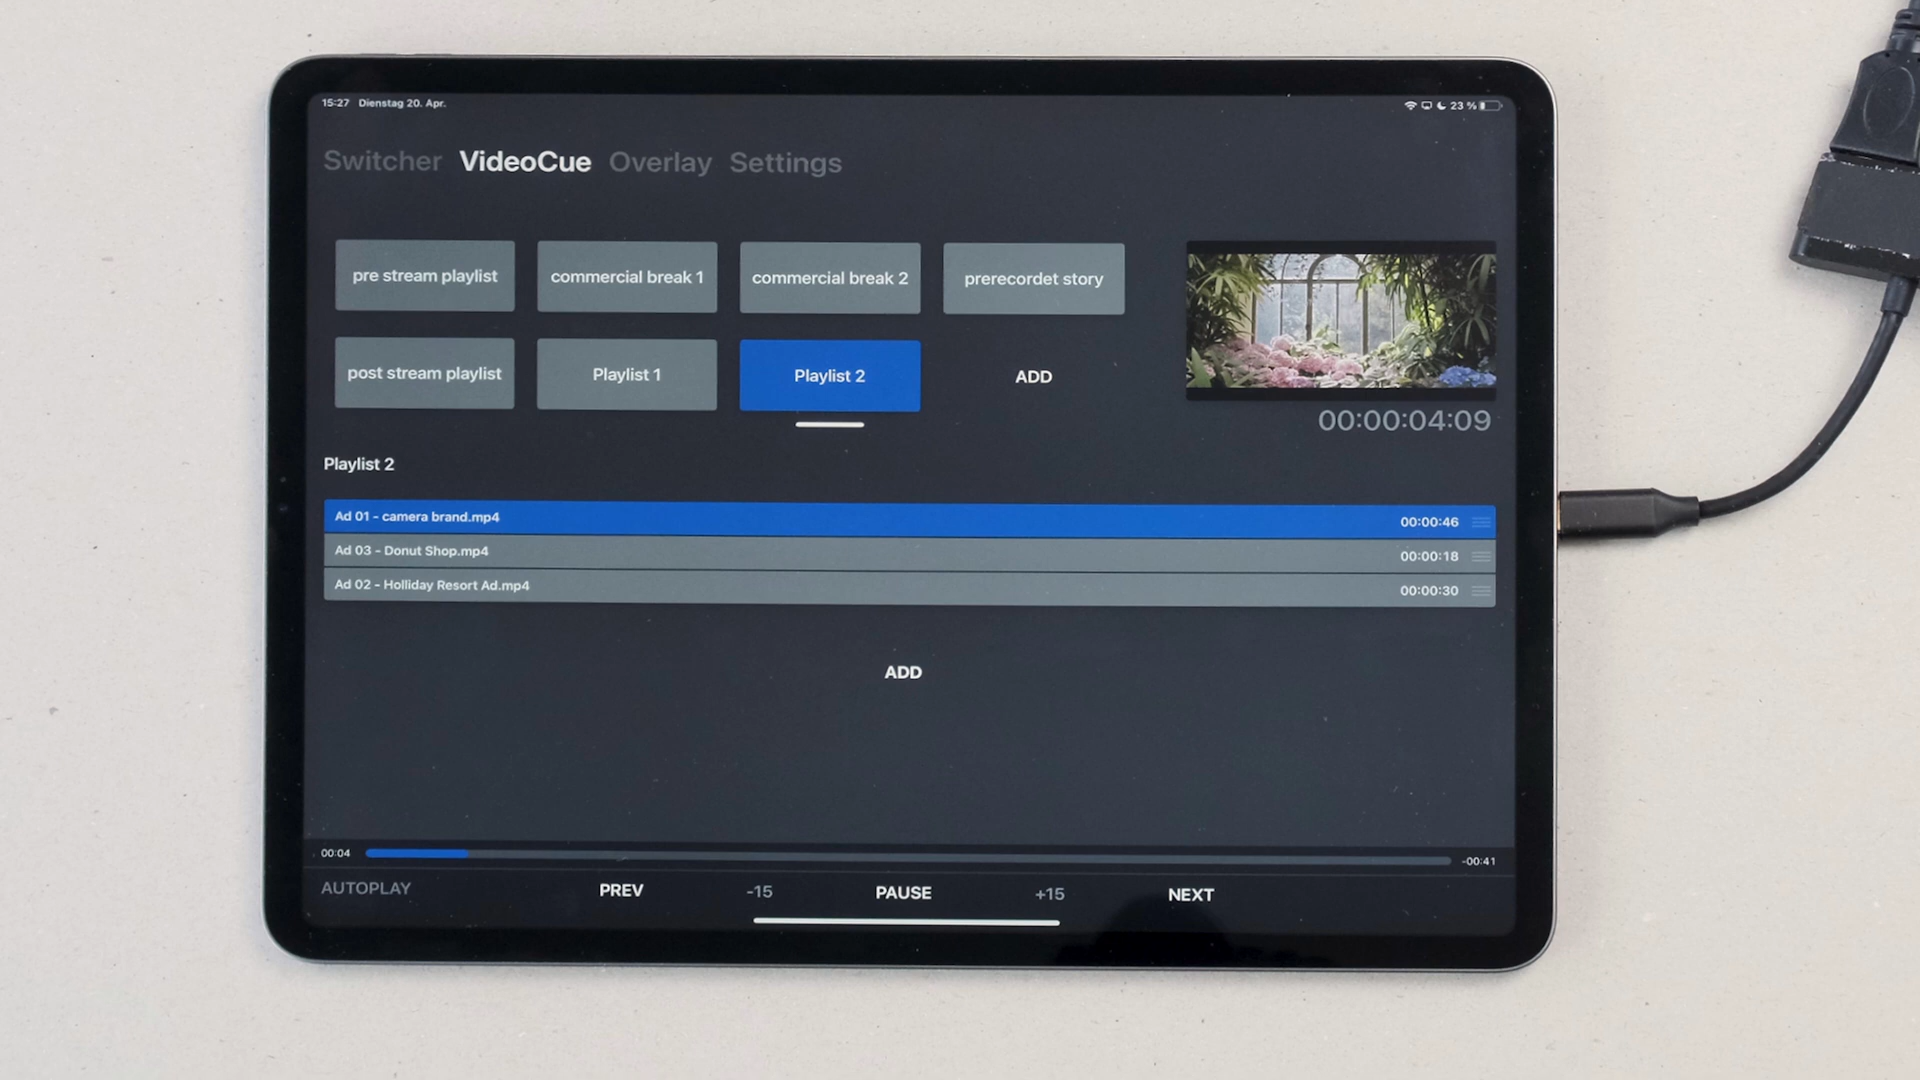 15:27 Dienstag 20. Apr.
23 %
Switcher VideoCue Overlay Settings
pre stream playlist
commercial break 1
commercial break 2
prerecordet story
post stream playlist
Playlist 1
Playlist 2
ADD
00:00:04:09
Playlist 2
Ad 01 - camera brand.mp4 00:00:46
Ad 03 - Donut Shop.mp4 00:00:18
Ad 02 - Holliday Resort Ad.mp4 00:00:30
ADD
00:04 -00:41
AUTOPLAY PREV -15 PAUSE +15 NEXT